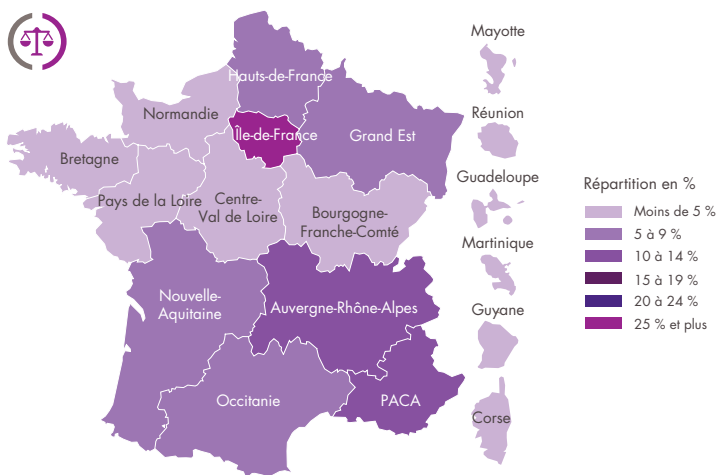 Mayotte
Hauts-de-France
Normandie
Réunion
Île-de-France
Grand Est
Bretagne
Guadeloupe
Répartition en %
Pays de la Loire
Centre-
Val de Loire
Bourgogne-
Franche-Comté
Moins de 5 %
5 à 9 %
Martinique
10 à 14 %
15 à 19 %
Nouvelle-
Aquitaine
Auvergne-Rhône-Alpes
20 à 24 %
Guyane
25 % et plus
Occitanie
PACA
Corse